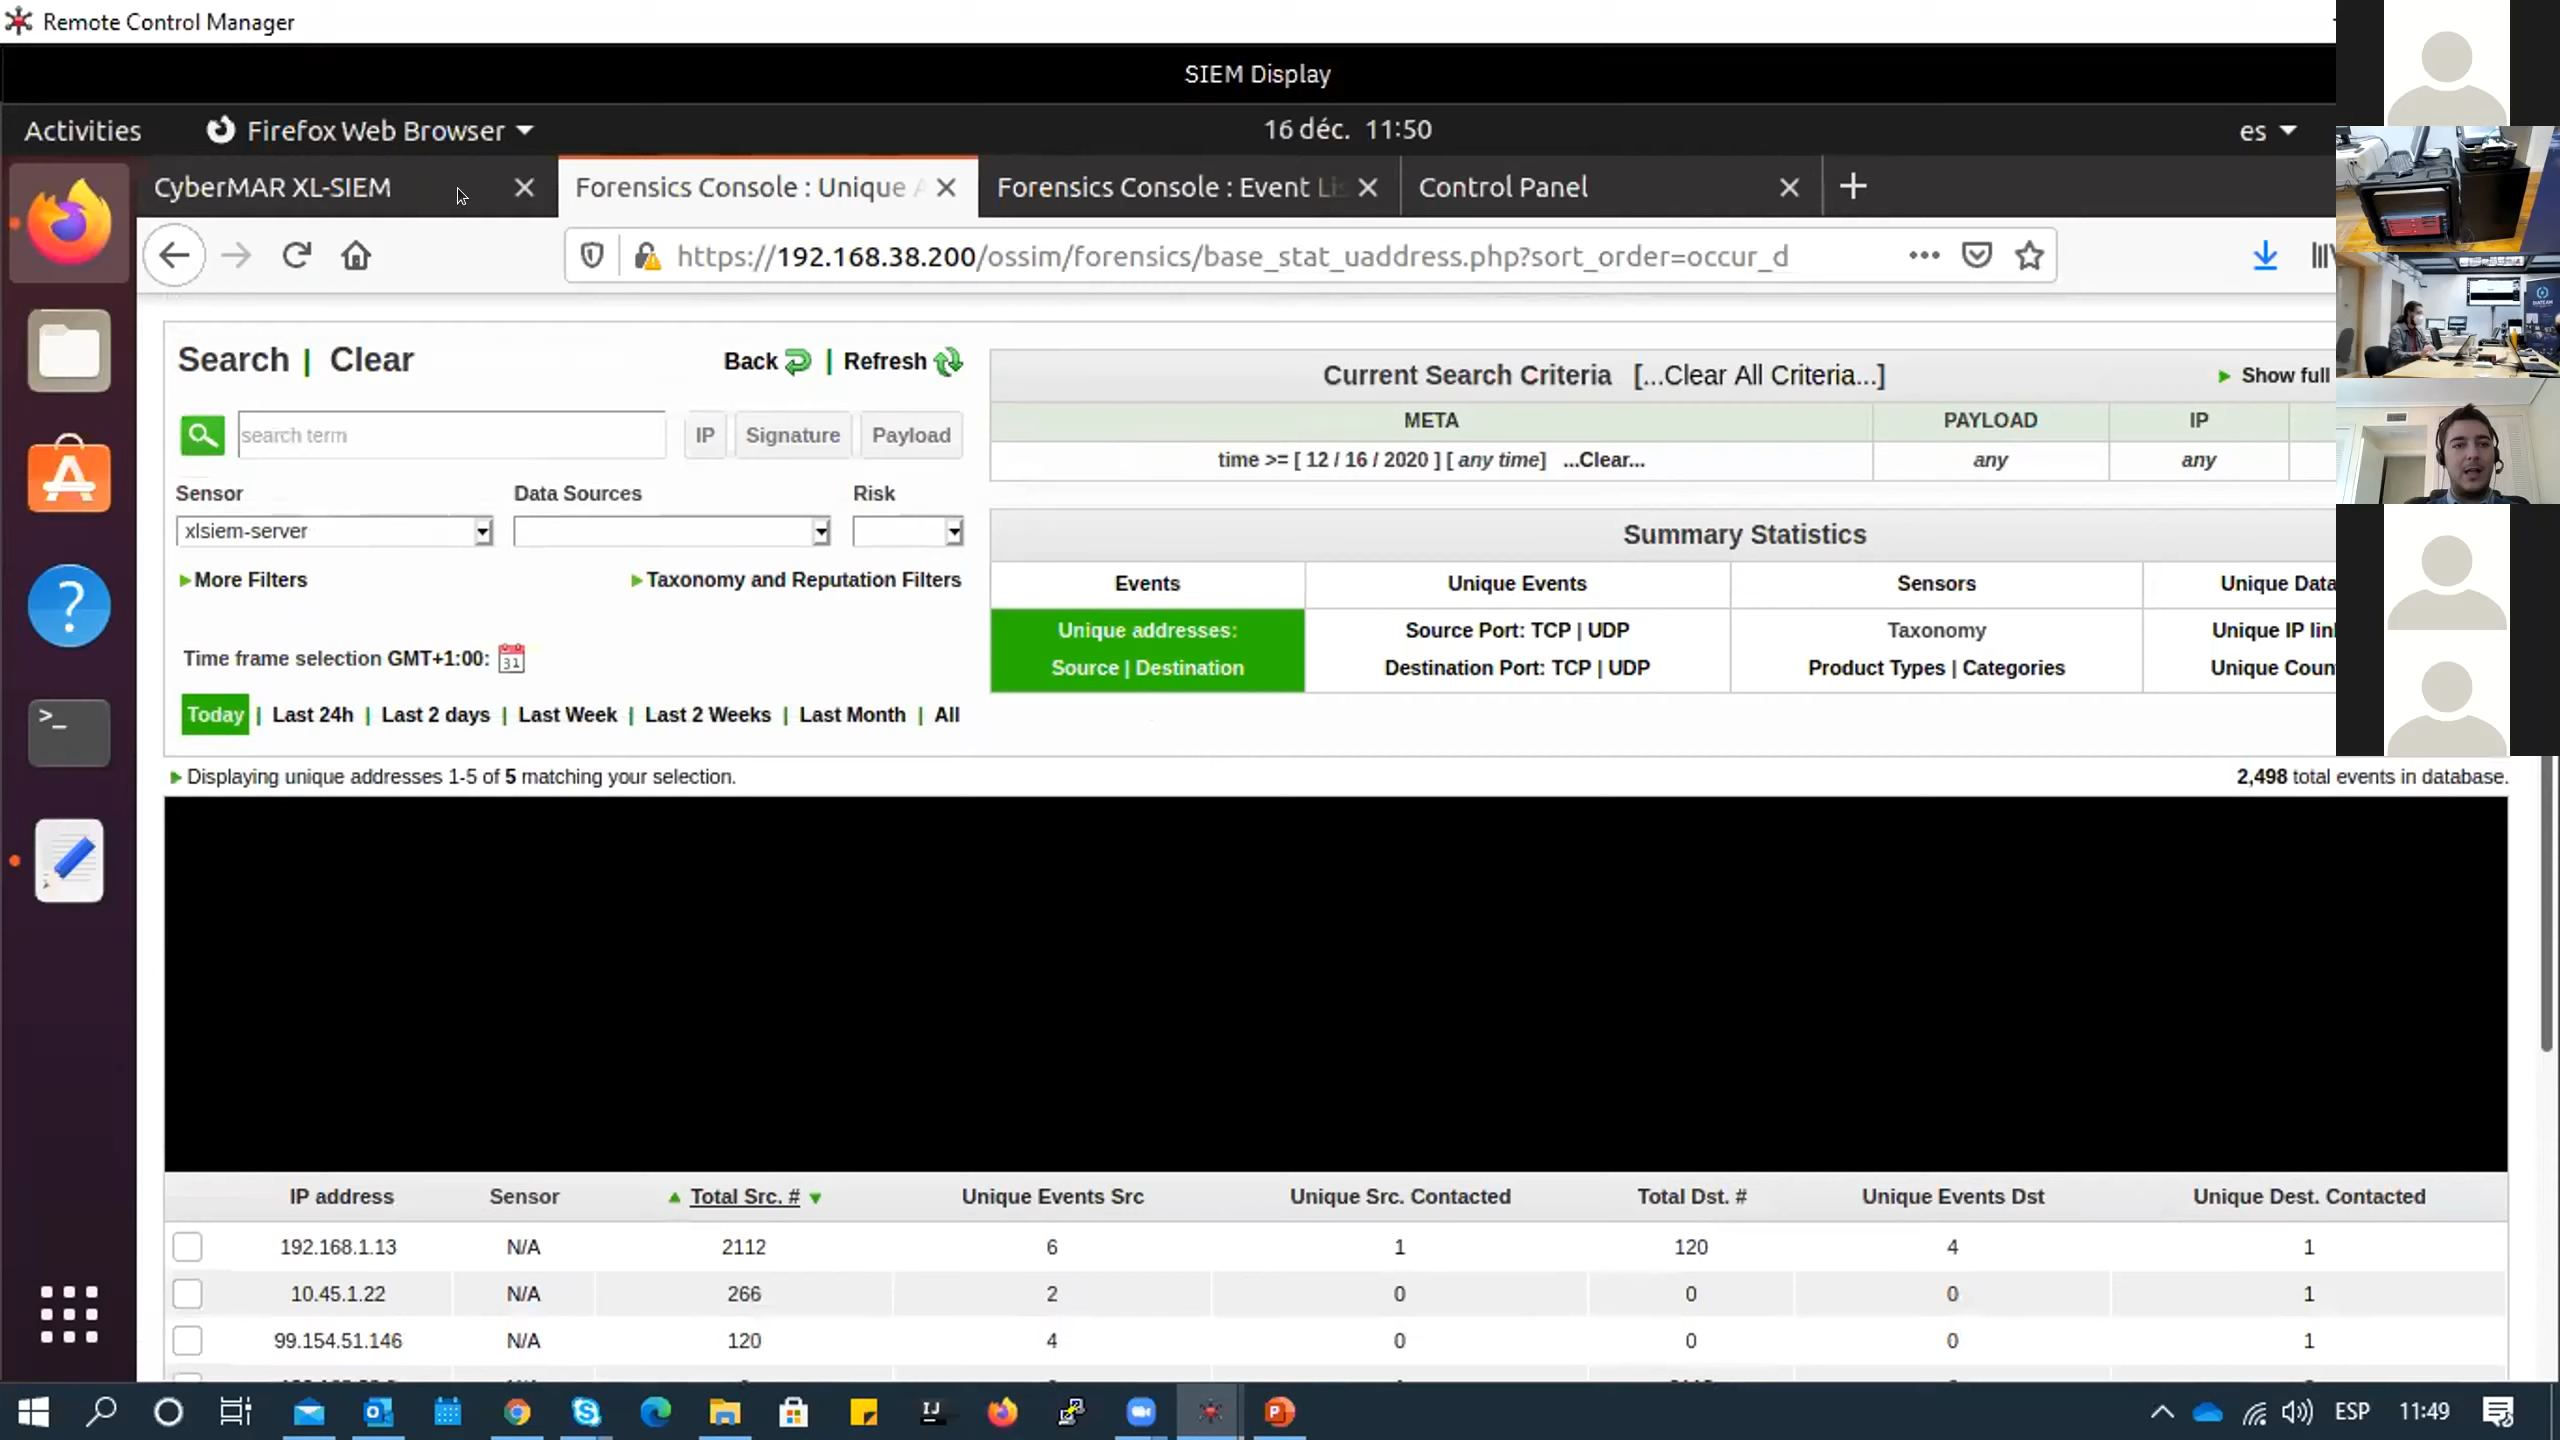 Remote Control Manager
SIEM Display
Activities
Firefox Web Browser
16 déc. 11:50
es
CyberMAR XL-SIEM
Forensics Console : Unique
Forensics Console : Event Li
Control Panel
https://192.168.38.200/ossim/forensics/base_stat_uaddress.php?sort_order=occur_d
Search | Clear
Back | Refresh
search term
IP
Signature
Payload
Sensor
Data Sources
Risk
xlsiem-server
More Filters
Taxonomy and Reputation Filters
Time frame selection GMT+1:00:
31
Today | Last 24h | Last 2 days | Last Week | Last 2 Weeks | Last Month | All
Current Search Criteria [...Clear All Criteria...]
Show full
META PAYLOAD IP
time >= [ 12 / 16 / 2020 ] [ any time] ...Clear... any any
Summary Statistics
Events Unique Events Sensors Unique Data
Unique addresses: Source Port: TCP | UDP Taxonomy Unique IP lin
Source | Destination Destination Port: TCP | UDP Product Types | Categories Unique Coun
Displaying unique addresses 1-5 of 5 matching your selection.
2,498 total events in database.
IP address Sensor Total Src. # Unique Events Src Unique Src. Contacted Total Dst. # Unique Events Dst Unique Dest. Contacted
192.168.1.13 N/A 2112 6 1 120 4 1
10.45.1.22 N/A 266 2 0 0 0 1
99.154.51.146 N/A 120 4 0 0 0 1
ESP
11:49